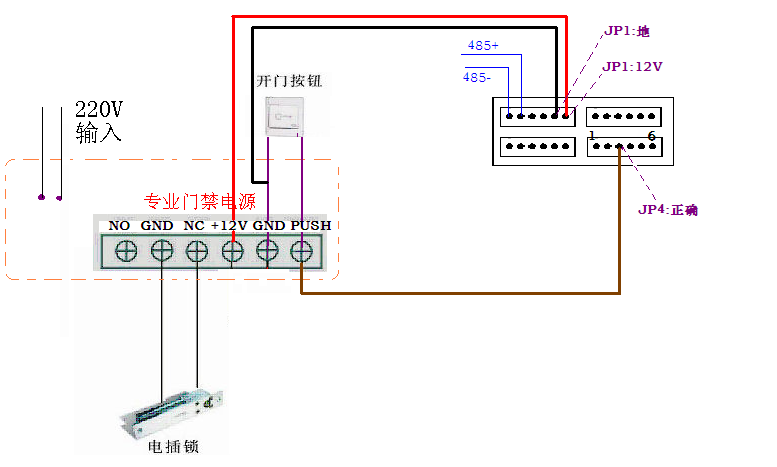 JP1:地
485+
JP1:12V
485-
开门按钮
220V
输入
1 6
专业门禁电源
JP4:正确
NO GND NC +12V GND PUSH
电插锁